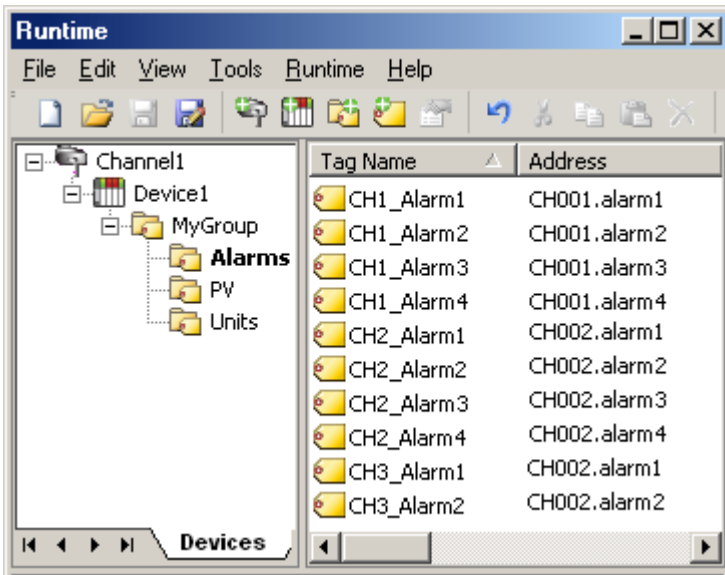 Runtime
File Edit View Tools Runtime Help
Channel1
Device1
MyGroup
Alarms
PV
Units
Devices
Tag Name Address
CH1_Alarm1 CH001.alarm1
CH1_Alarm2 CH001.alarm2
CH1_Alarm3 CH001.alarm3
CH1_Alarm4 CH001.alarm4
CH2_Alarm1 CH002.alarm1
CH2_Alarm2 CH002.alarm2
CH2_Alarm3 CH002.alarm3
CH2_Alarm4 CH002.alarm4
CH3_Alarm1 CH002.alarm1
CH3_Alarm2 CH002.alarm2